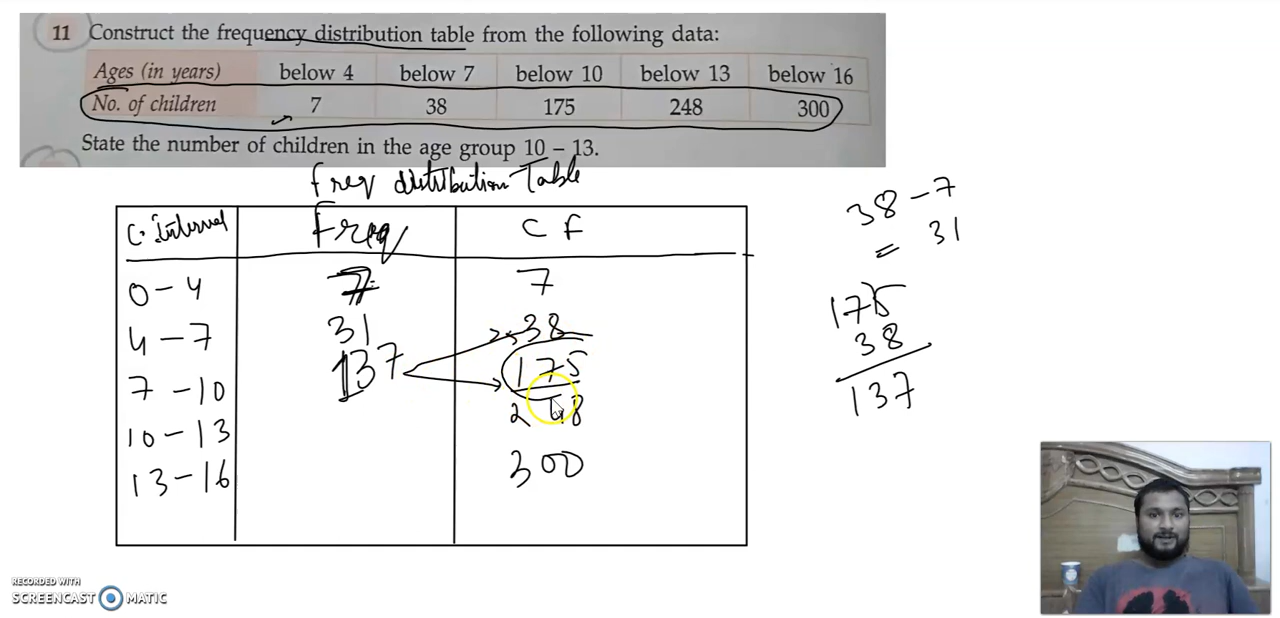 11 Construct the frequency distribution table from the following data:
Ages (in years) below 4 below 7 below 10 below 13 below 16
No. of children 7 38 175 248 300
State the number of children in the age group 10 – 13.
freq distribution Table
C. Interval Freq C F
0 – 4 7 7
4 – 7 31 38
7 – 10 137 175
10 – 13 248
13 – 16 300
38 – 7
= 31
175
38
137
RECORDED WITH
SCREENCAST MATIC